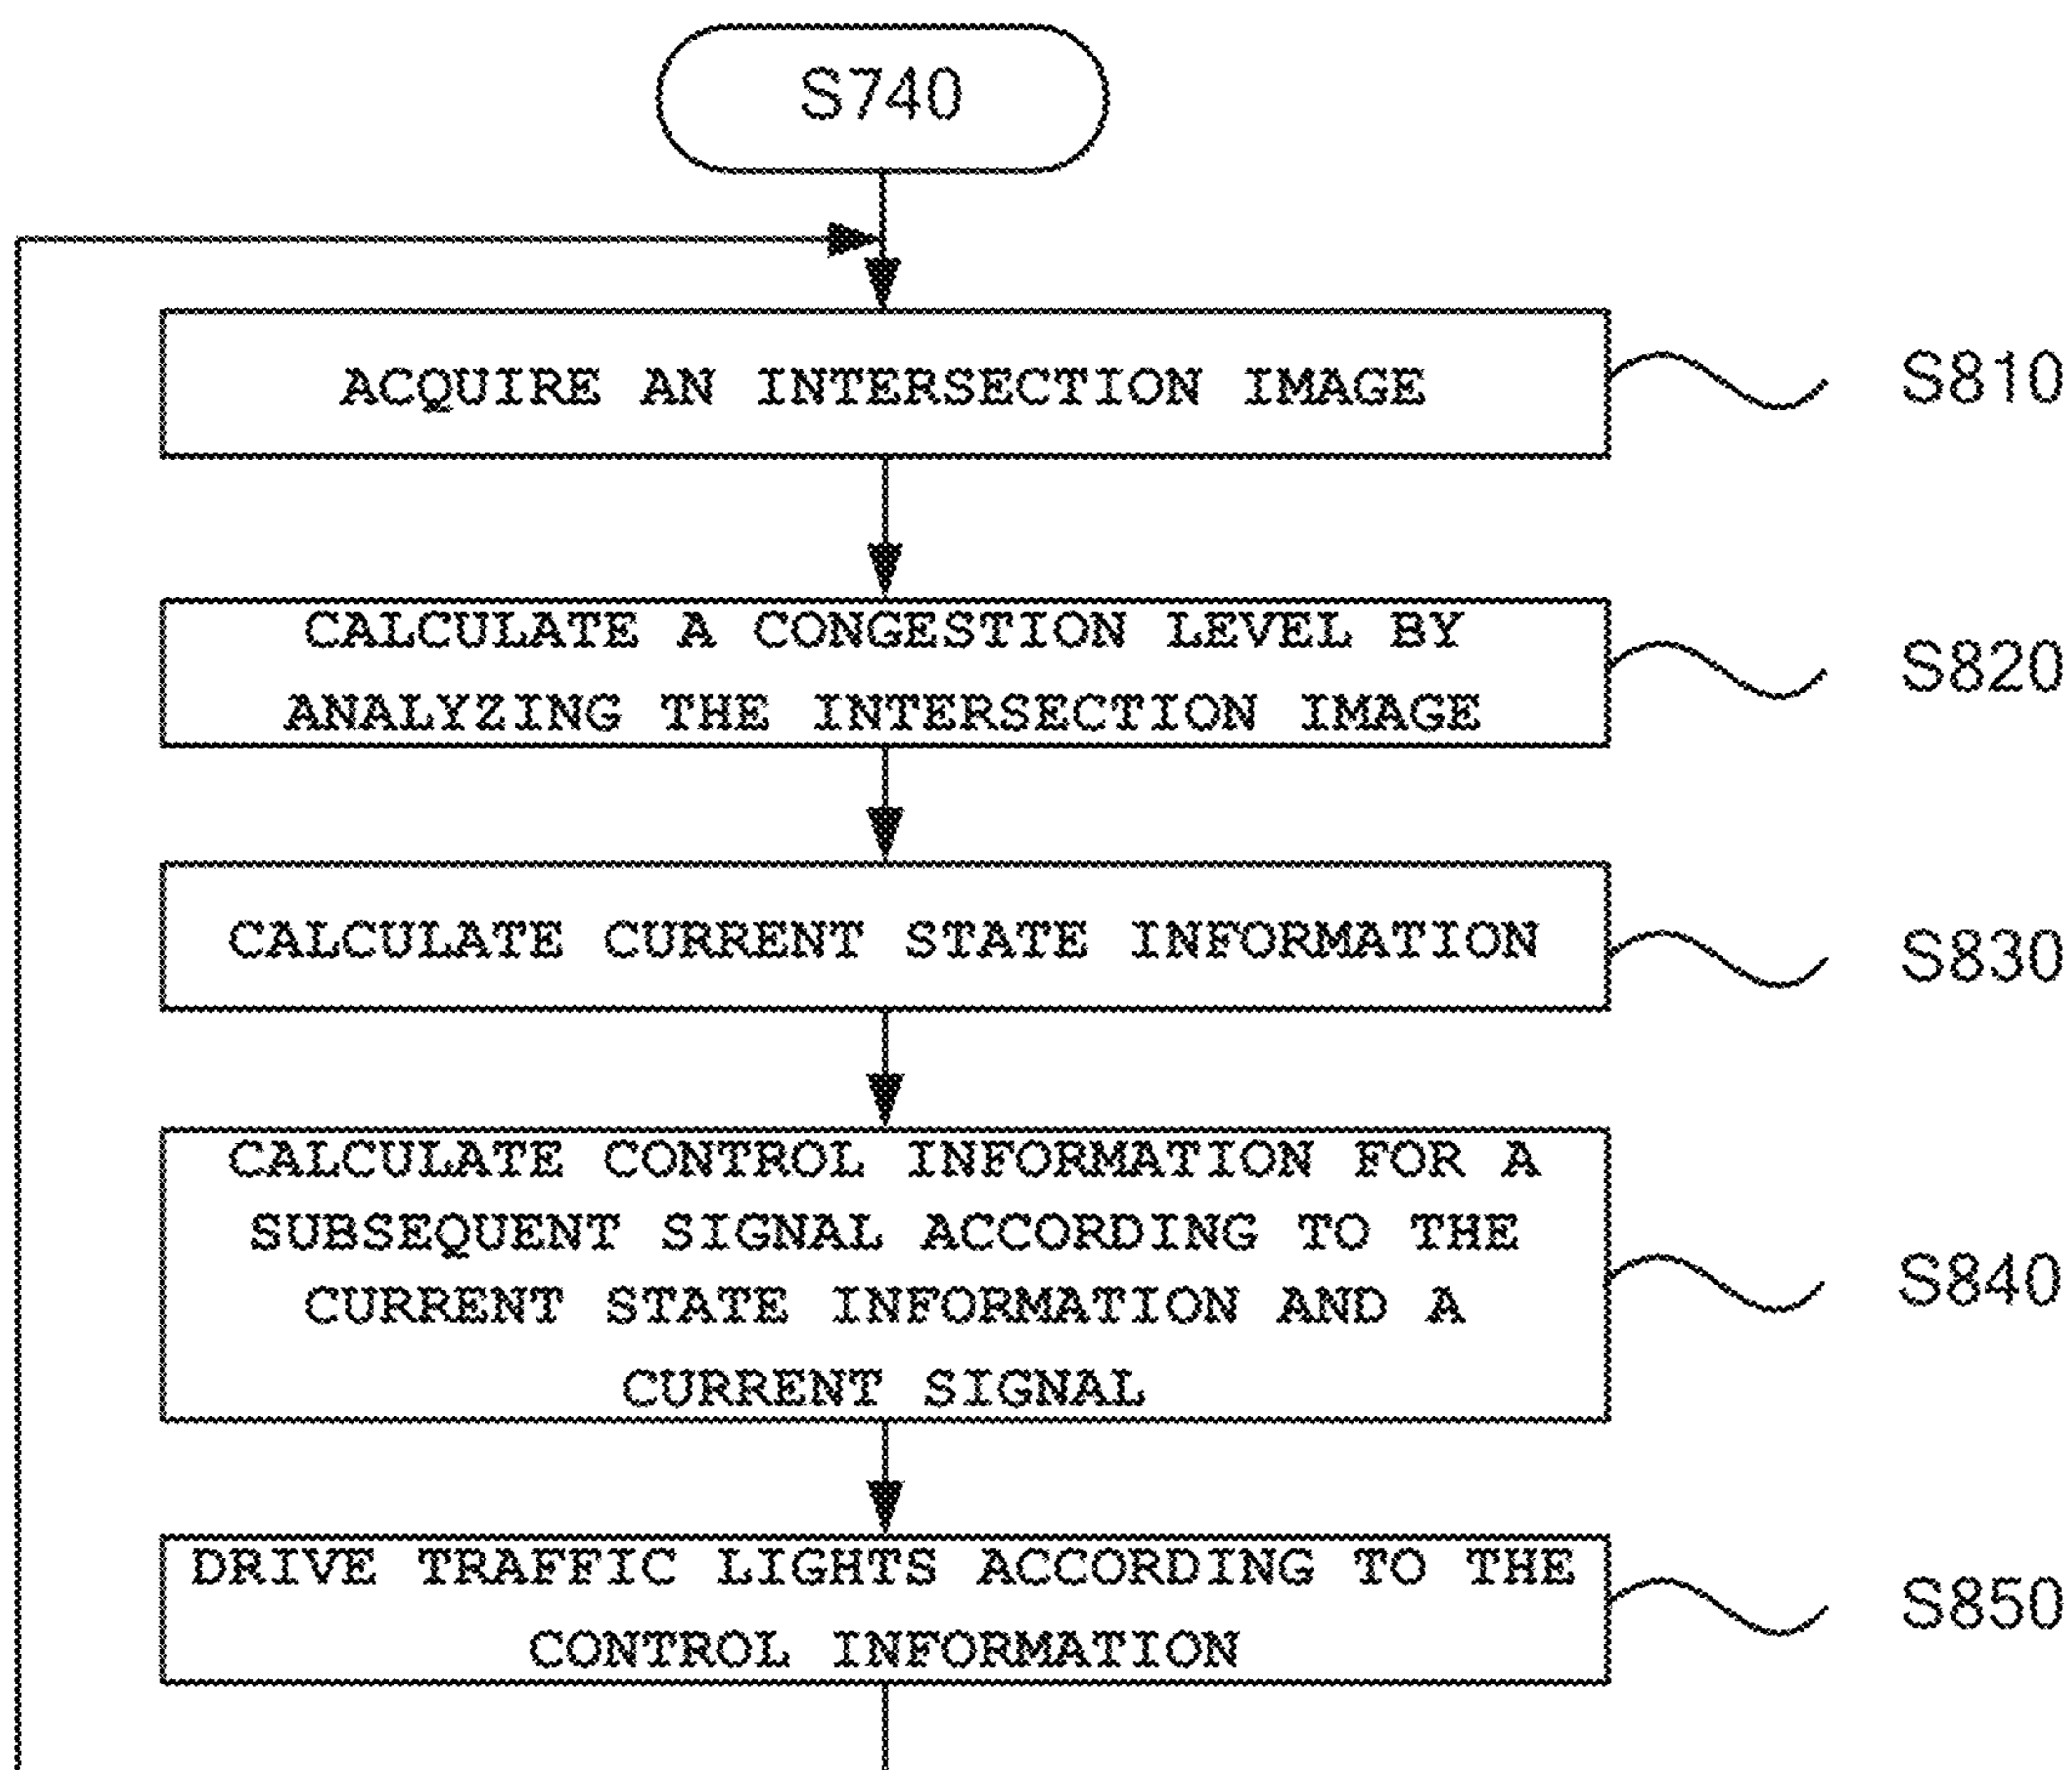 S740
ACQUIRE AN INTERSECTION IMAGE
S810
CALCULATE A CONGESTION LEVEL BY
ANALYZING THE INTERSECTION IMAGE
S820
CALCULATE CURRENT STATE INFORMATION
S830
CALCULATE CONTROL INFORMATION FOR A
SUBSEQUENT SIGNAL ACCORDING TO THE
CURRENT STATE INFORMATION AND A
CURRENT SIGNAL
S840
DRIVE TRAFFIC LIGHTS ACCORDING TO THE
CONTROL INFORMATION
S850